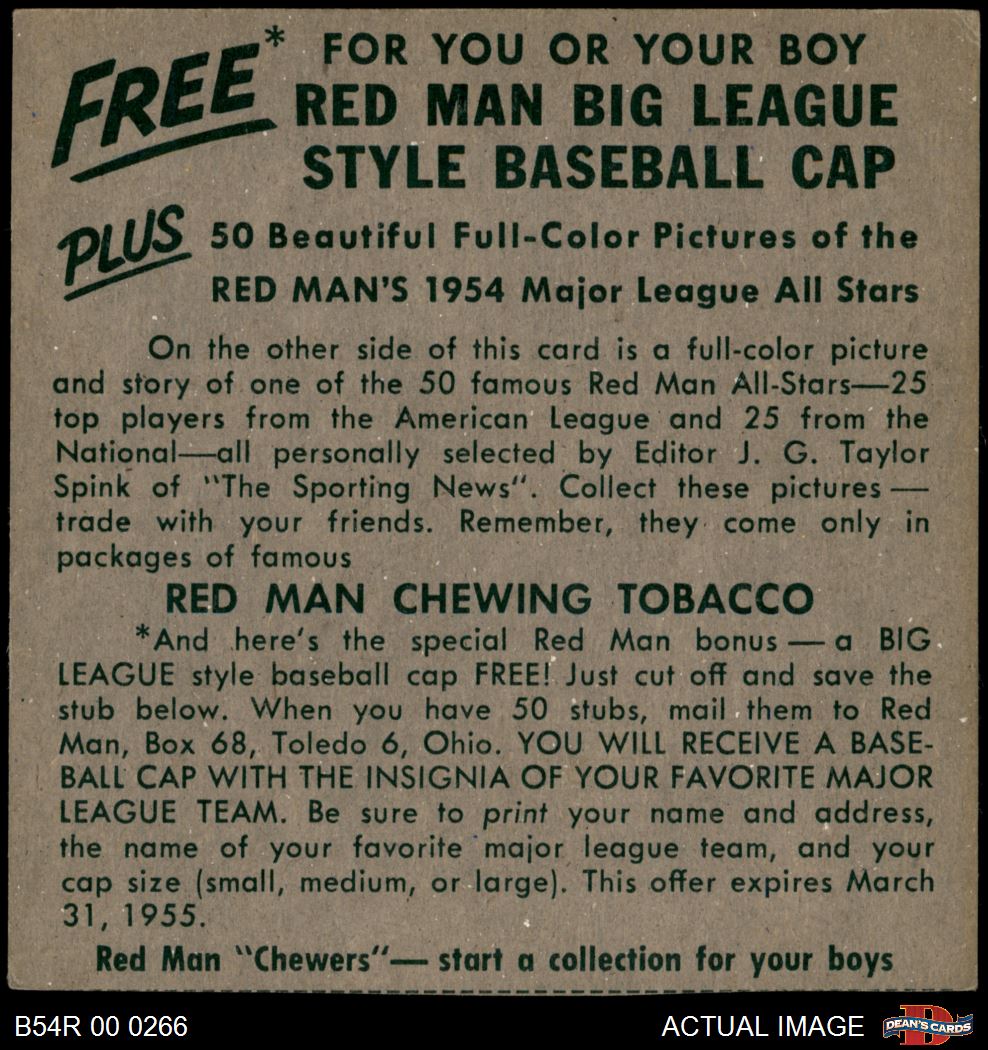 FREE* FOR YOU OR YOUR BOY
RED MAN BIG LEAGUE
STYLE BASEBALL CAP
PLUS 50 Beautiful Full-Color Pictures of the
RED MAN'S 1954 Major League All Stars
On the other side of this card is a full-color picture
and story of one of the 50 famous Red Man All-Stars—25
top players from the American League and 25 from the
National—all personally selected by Editor J. G. Taylor
Spink of "The Sporting News". Collect these pictures —
trade with your friends. Remember, they come only in
packages of famous
RED MAN CHEWING TOBACCO
*And here's the special Red Man bonus — a BIG
LEAGUE style baseball cap FREE! Just cut off and save the
stub below. When you have 50 stubs, mail them to Red
Man, Box 68, Toledo 6, Ohio. YOU WILL RECEIVE A BASE-
BALL CAP WITH THE INSIGNIA OF YOUR FAVORITE MAJOR
LEAGUE TEAM. Be sure to print your name and address,
the name of your favorite major league team, and your
cap size (small, medium, or large). This offer expires March
31, 1955.
Red Man "Chewers"— start a collection for your boys
B54R 00 0266 ACTUAL IMAGE DEAN'S CARDS